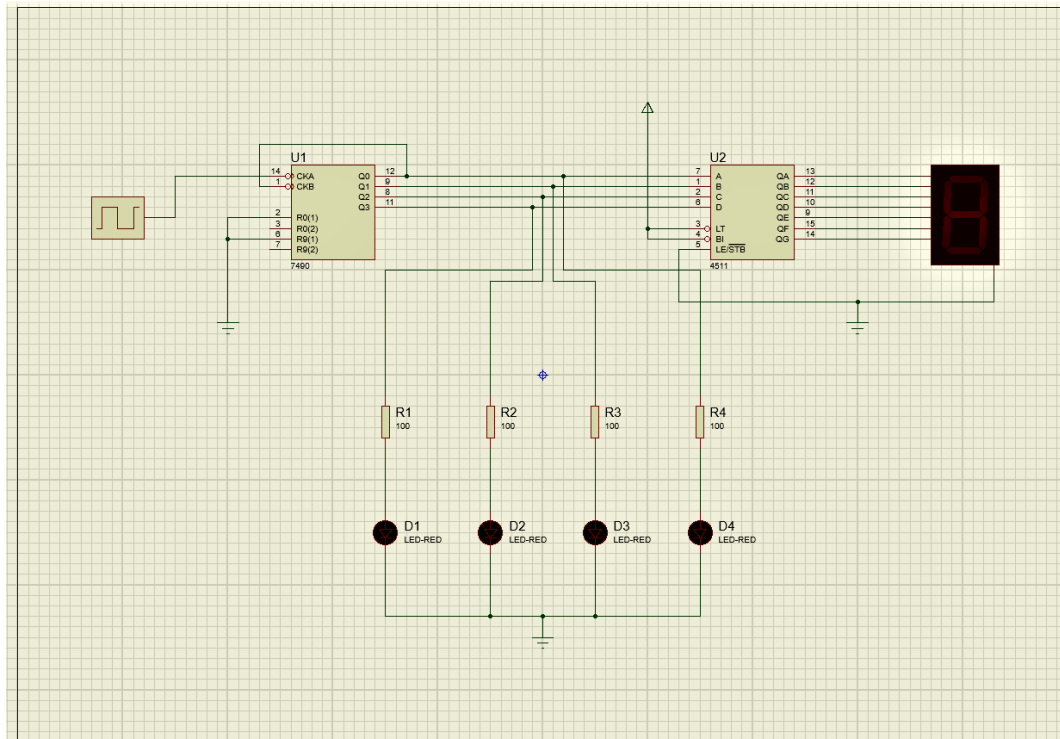 U1
14 CKA Q0 12
1 CKB Q1 9
Q2 8
Q3 11
2 R0(1)
3 R0(2)
6 R9(1)
7 R9(2)
7490
U2
7 A QA 13
1 B QB 12
2 C QC 11
6 D QD 10
QE 9
3 LT QF 15
4 BI QG 14
5 LE/STB
4511
R1
100
R2
100
R3
100
R4
100
D1
LED-RED
D2
LED-RED
D3
LED-RED
D4
LED-RED